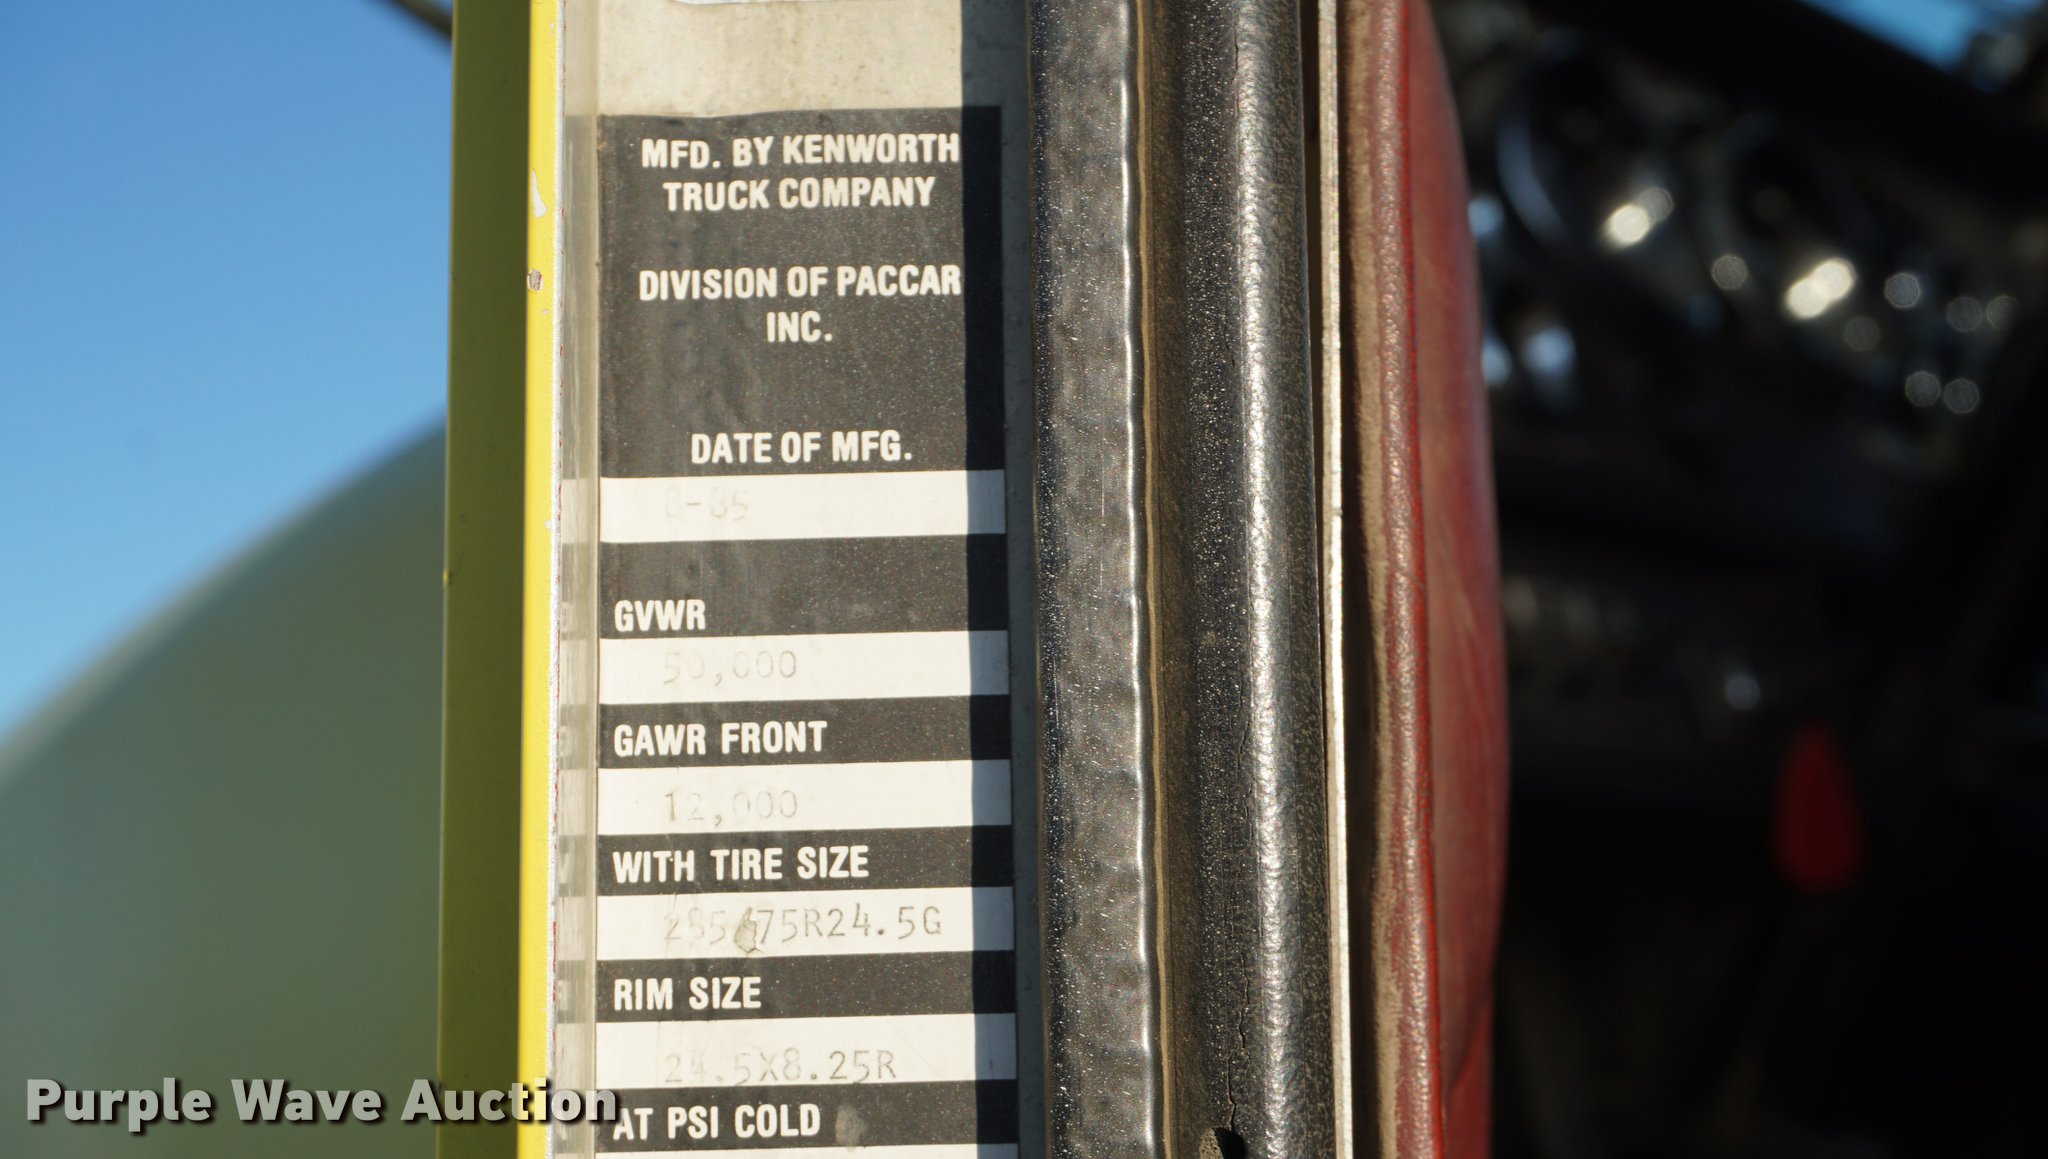 MFD. BY KENWORTH
TRUCK COMPANY
DIVISION OF PACCAR
INC.
DATE OF MFG.
8-85
GVWR
50,000
GAWR FRONT
12,000
WITH TIRE SIZE
285/75R24.5G
RIM SIZE
24.5X8.25R
AT PSI COLD
Purple Wave Auction